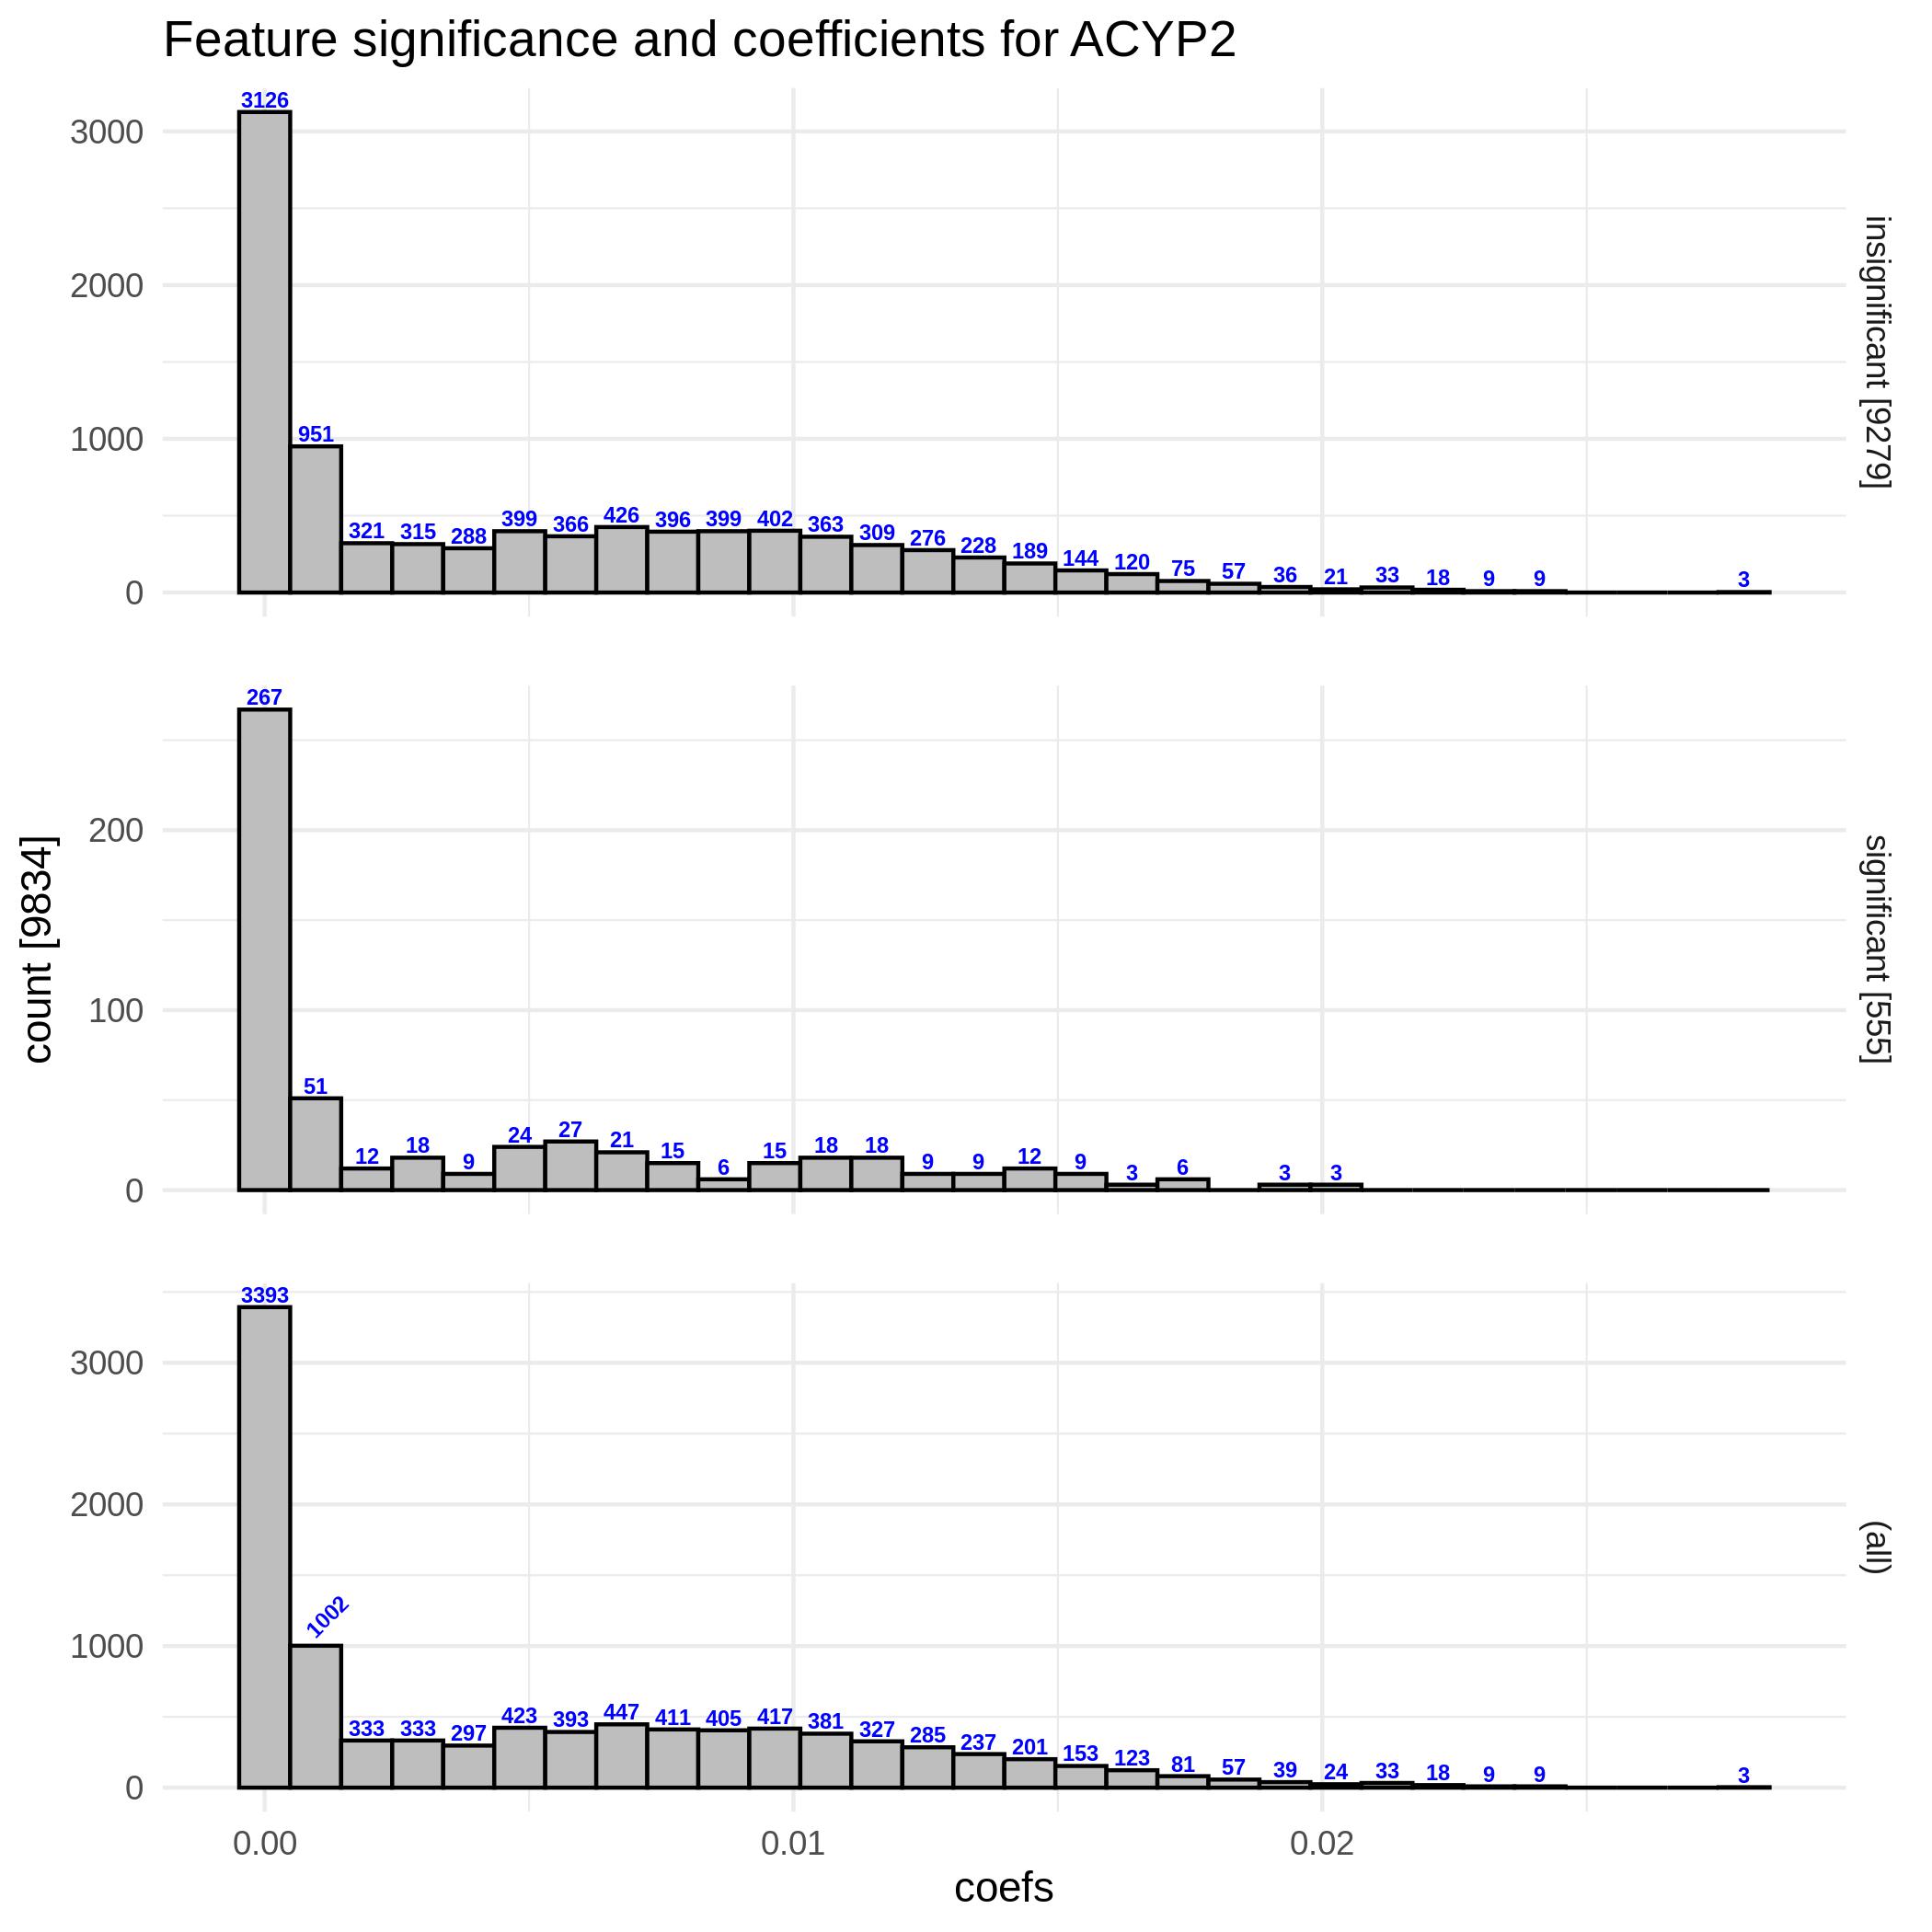 Feature significance and coefficients for ACYP2
3126
3000
2000
951
1000
321 315 288 399 366 426 396 399 402 363 309 276 228 189 144 120 75 57 36 21 33 18 9 9 3
0
insignificant [9279]
267
200
100
51
12 18 9 24 27 21 15 6 15 18 18 9 9 12 9 3 6 3 3
0
significant [555]
count [9834]
3393
3000
2000
1002
1000
333 333 297 423 393 447 411 405 417 381 327 285 237 201 153 123 81 57 39 24 33 18 9 9 3
0
(all)
0.00 0.01 0.02
coefs